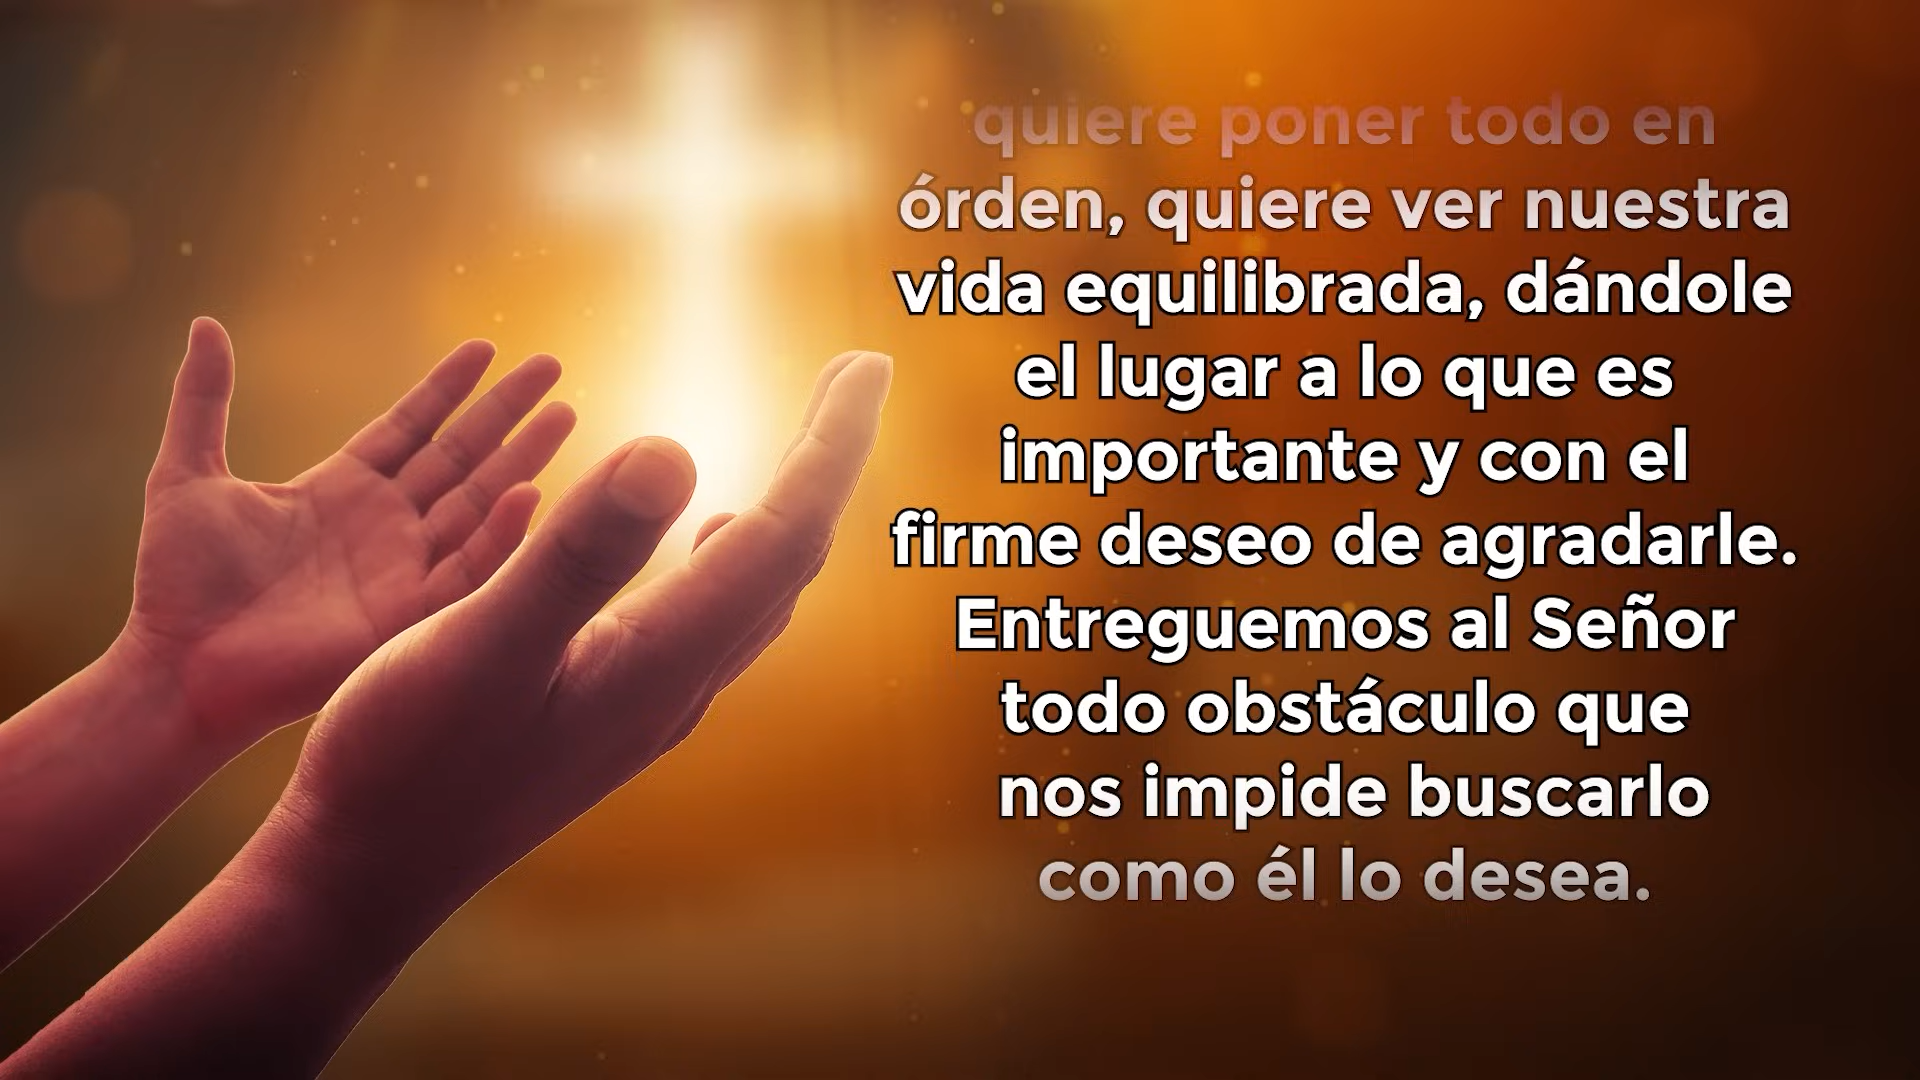 quiere poner todo en
órden, quiere ver nuestra
vida equilibrada, dándole
el lugar a lo que es
importante y con el
firme deseo de agradarle.
Entreguemos al Señor
todo obstáculo que
nos impide buscarlo
como él lo desea.